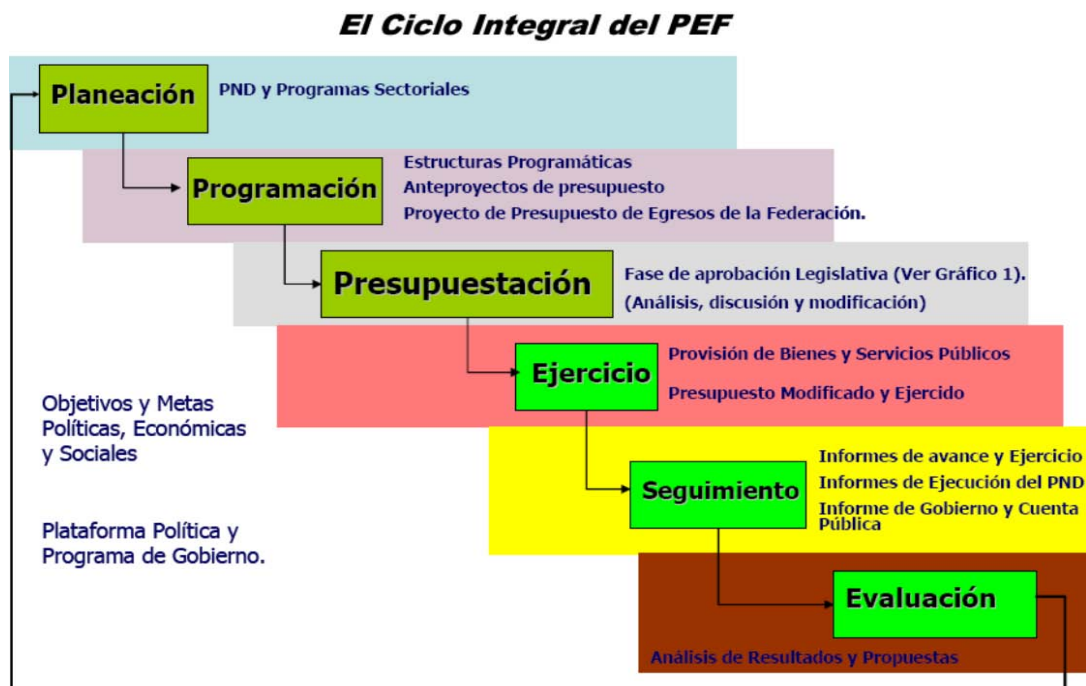 El Ciclo Integral del PEF
Planeación
PND y Programas Sectoriales
Programación
Estructuras Programáticas
Anteproyectos de presupuesto
Proyecto de Presupuesto de Egresos de la Federación.
Presupuestación
Fase de aprobación Legislativa (Ver Gráfico 1).
(Análisis, discusión y modificación)
Ejercicio
Provisión de Bienes y Servicios Públicos
Presupuesto Modificado y Ejercido
Objetivos y Metas
Políticas, Económicas
y Sociales
Seguimiento
Informes de avance y Ejercicio
Informes de Ejecución del PND
Informe de Gobierno y Cuenta
Pública
Plataforma Política y
Programa de Gobierno.
Evaluación
Análisis de Resultados y Propuestas